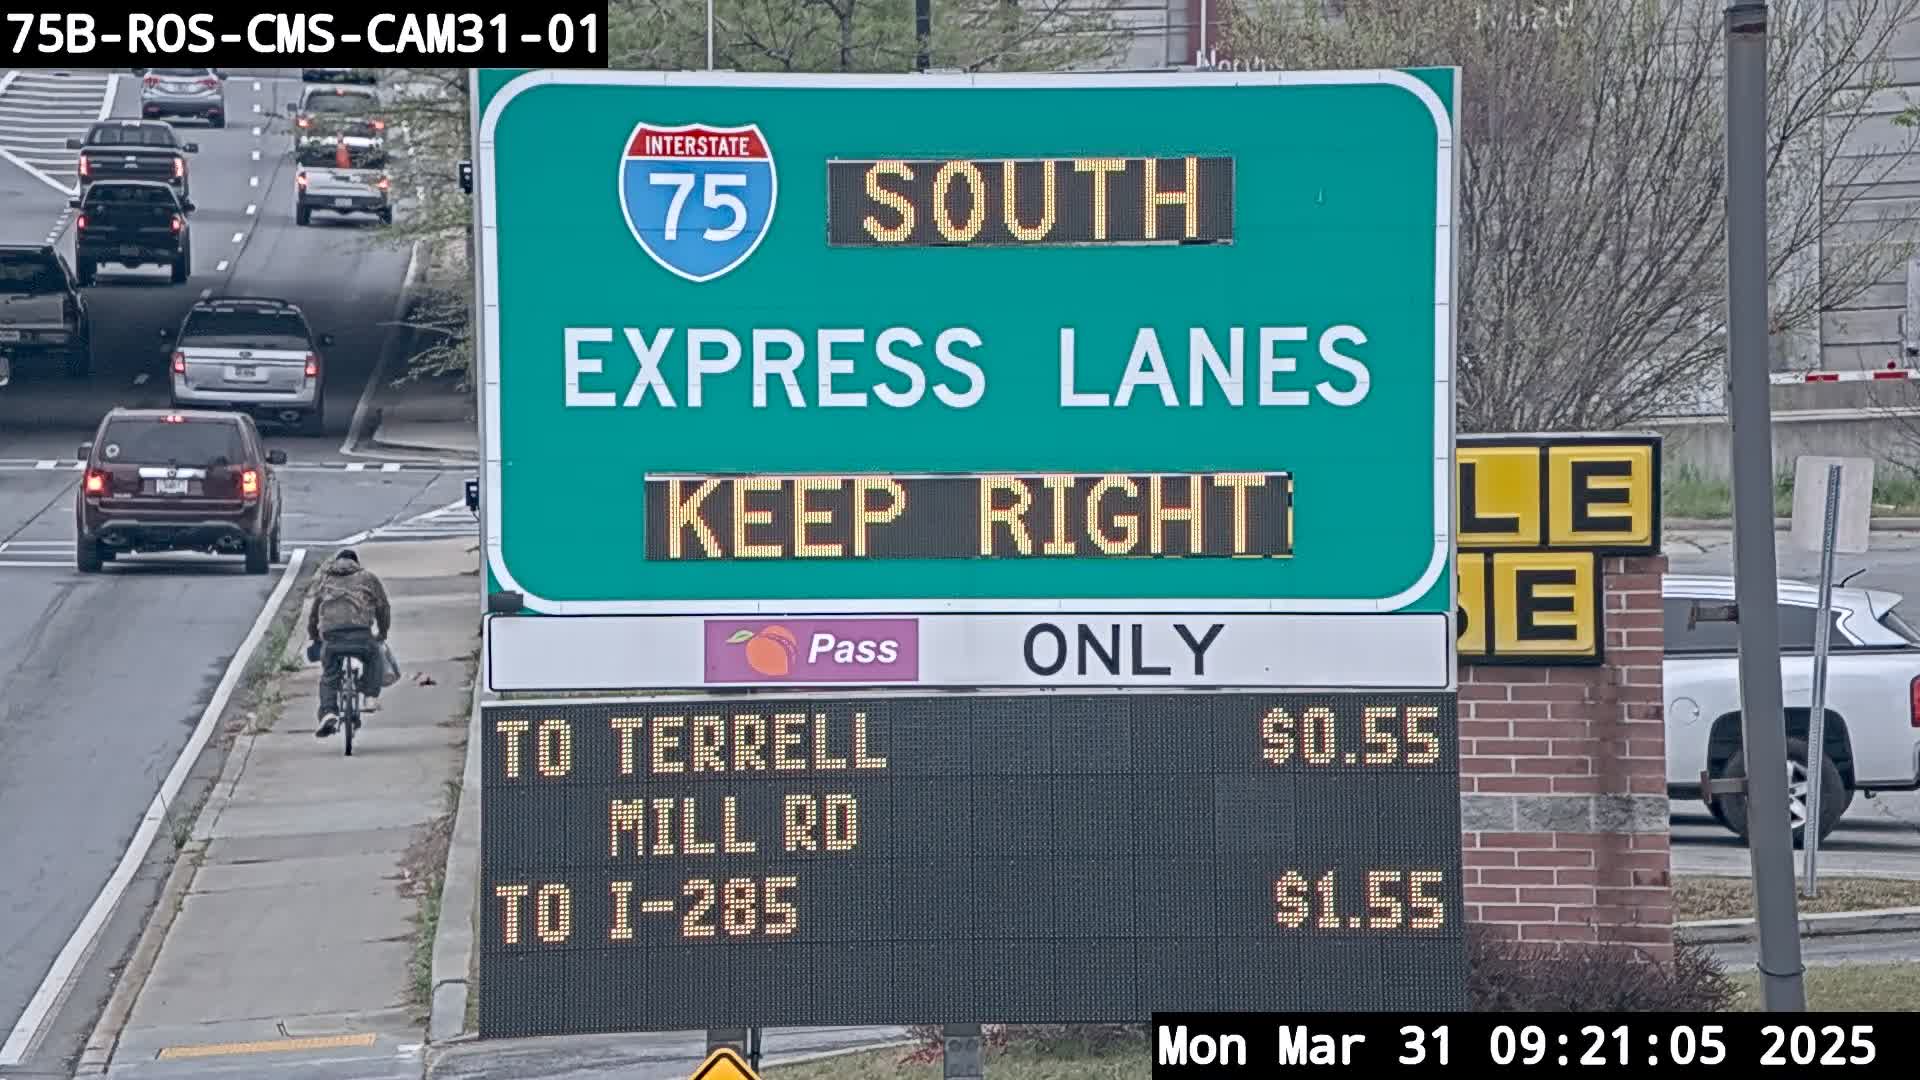 75B-ROS-CMS-CAM31-01
INTERSTATE
75
SOUTH
EXPRESS LANES
KEEP RIGHT
Pass ONLY
TO TERRELL $0.55
MILL RD
TO I-285 $1.55
LE
E
Mon Mar 31 09:21:05 2025